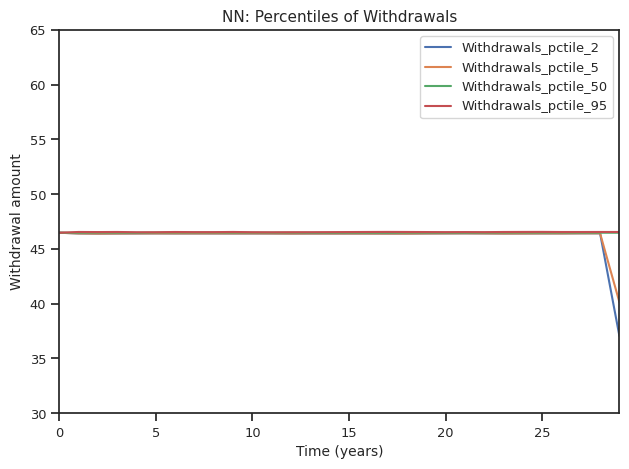 NN: Percentiles of Withdrawals
65
60
55
50
45
40
35
30
Withdrawal amount
Withdrawals_pctile_2
Withdrawals_pctile_5
Withdrawals_pctile_50
Withdrawals_pctile_95
0 5 10 15 20 25
Time (years)